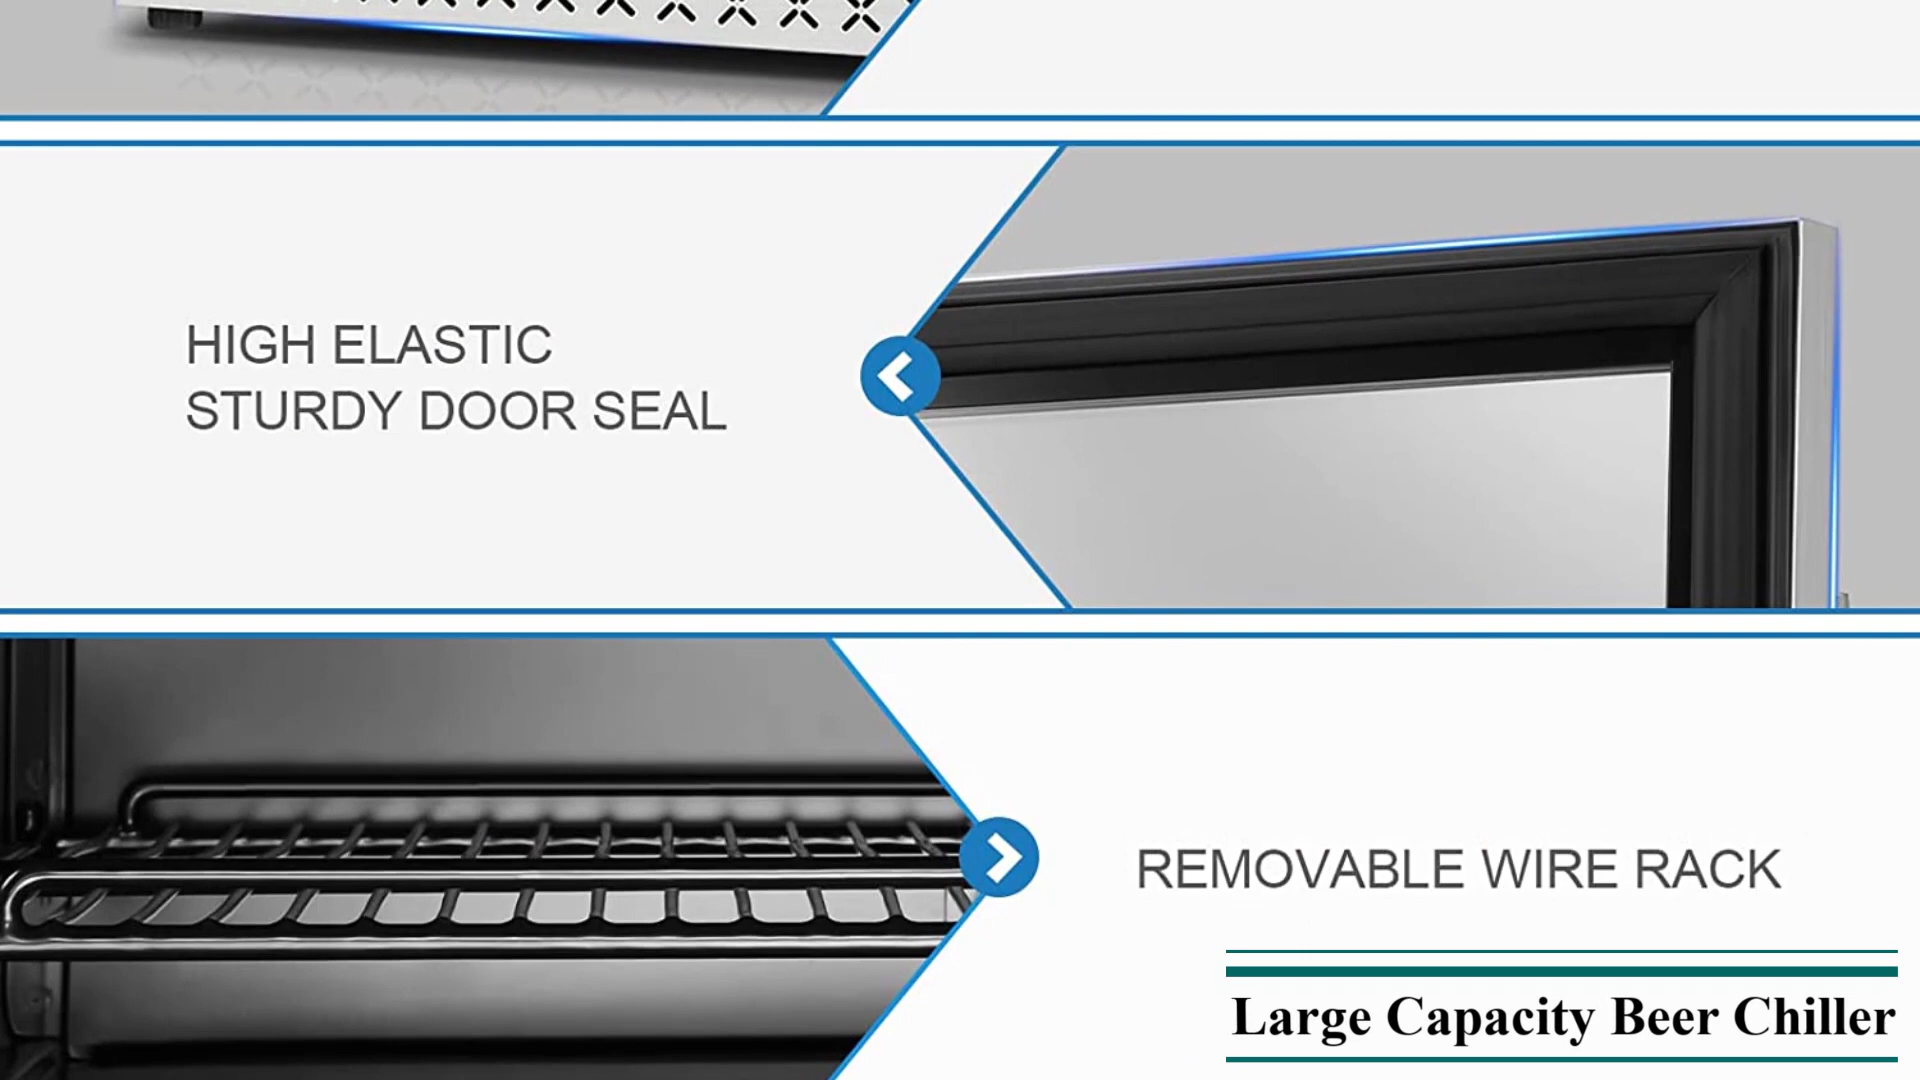 HIGH ELASTIC
STURDY DOOR SEAL
REMOVABLE WIRE RACK
Large Capacity Beer Chiller